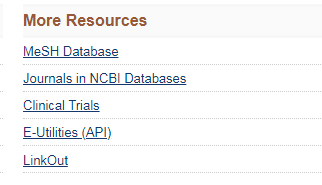 More Resources
MeSH Database
Journals in NCBI Databases
Clinical Trials
E-Utilities (API)
LinkOut